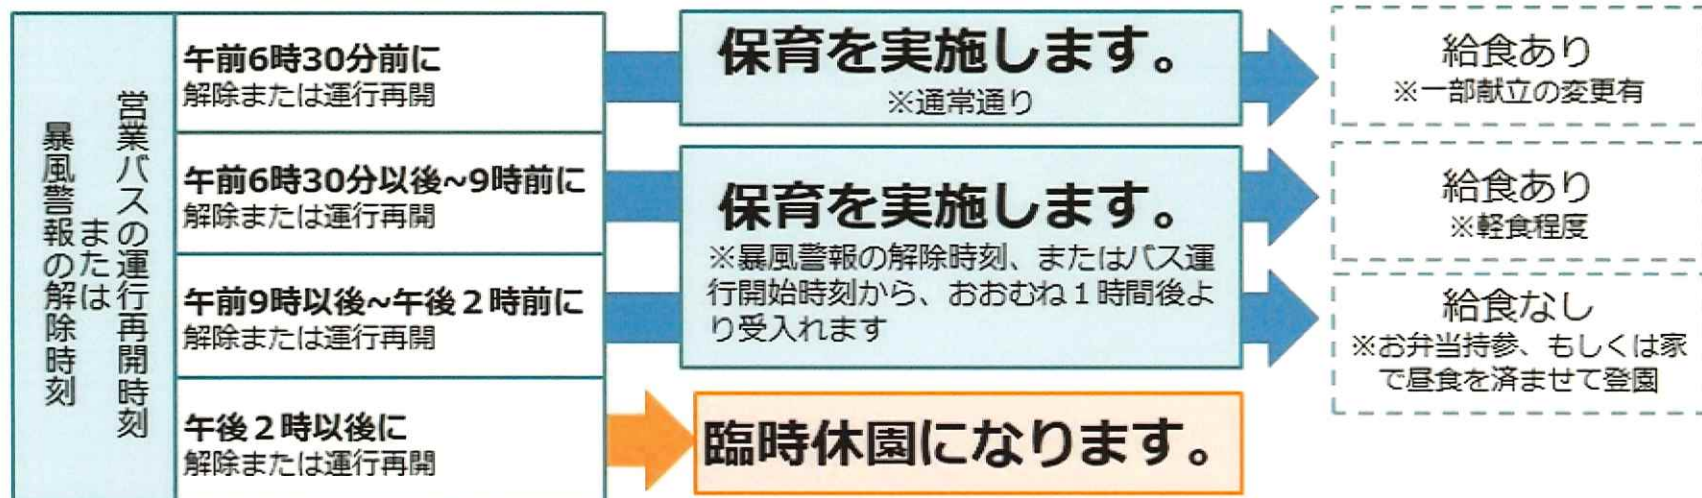 営業バスの運行再開時刻
または
暴風警報の解除時刻
午前6時30分前に
解除または運行再開
保育を実施します。
※通常通り
給食あり
※一部献立の変更有
午前6時30分以後~9時前に
解除または運行再開
午前9時以後~午後２時前に
解除または運行再開
保育を実施します。
※暴風警報の解除時刻、またはバス運
行開始時刻から、おおむね１時間後よ
り受入れます
給食あり
※軽食程度
給食なし
※お弁当持参、もしくは家
で昼食を済ませて登園
午後２時以後に
解除または運行再開
臨時休園になります。